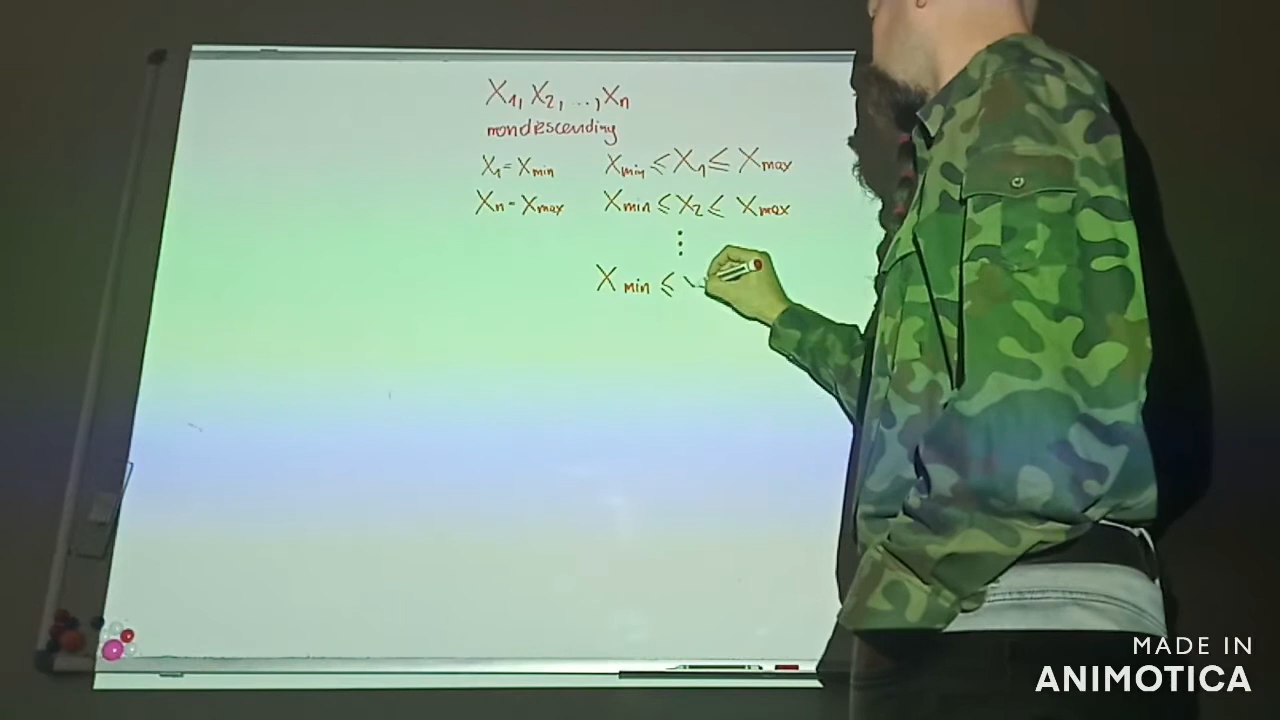 X1, X2, ..., Xn
nondescending
X1 = Xmin Xmin ≤ X1 ≤ Xmax
Xn = Xmax Xmin ≤ X2 ≤ Xmax
⋮
Xmin ≤
MADE IN
ANIMOTICA